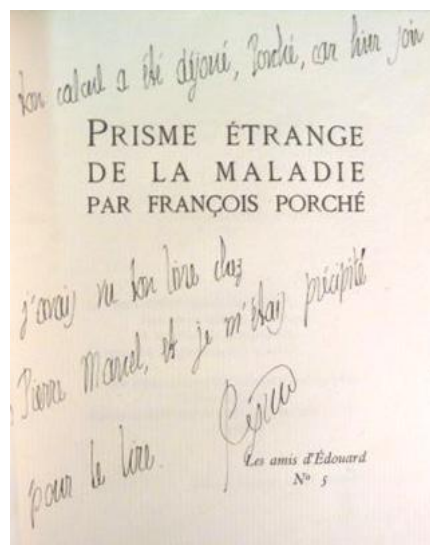 Ton calcul a été déjoué, Porché, car hier soir
PRISME ÉTRANGE
DE LA MALADIE
PAR FRANÇOIS PORCHÉ
j'avais vu ton livre chez
Pierre Marcel, et je m'étais précipité
pour le lire.
Les amis d'Édouard
Nº 5